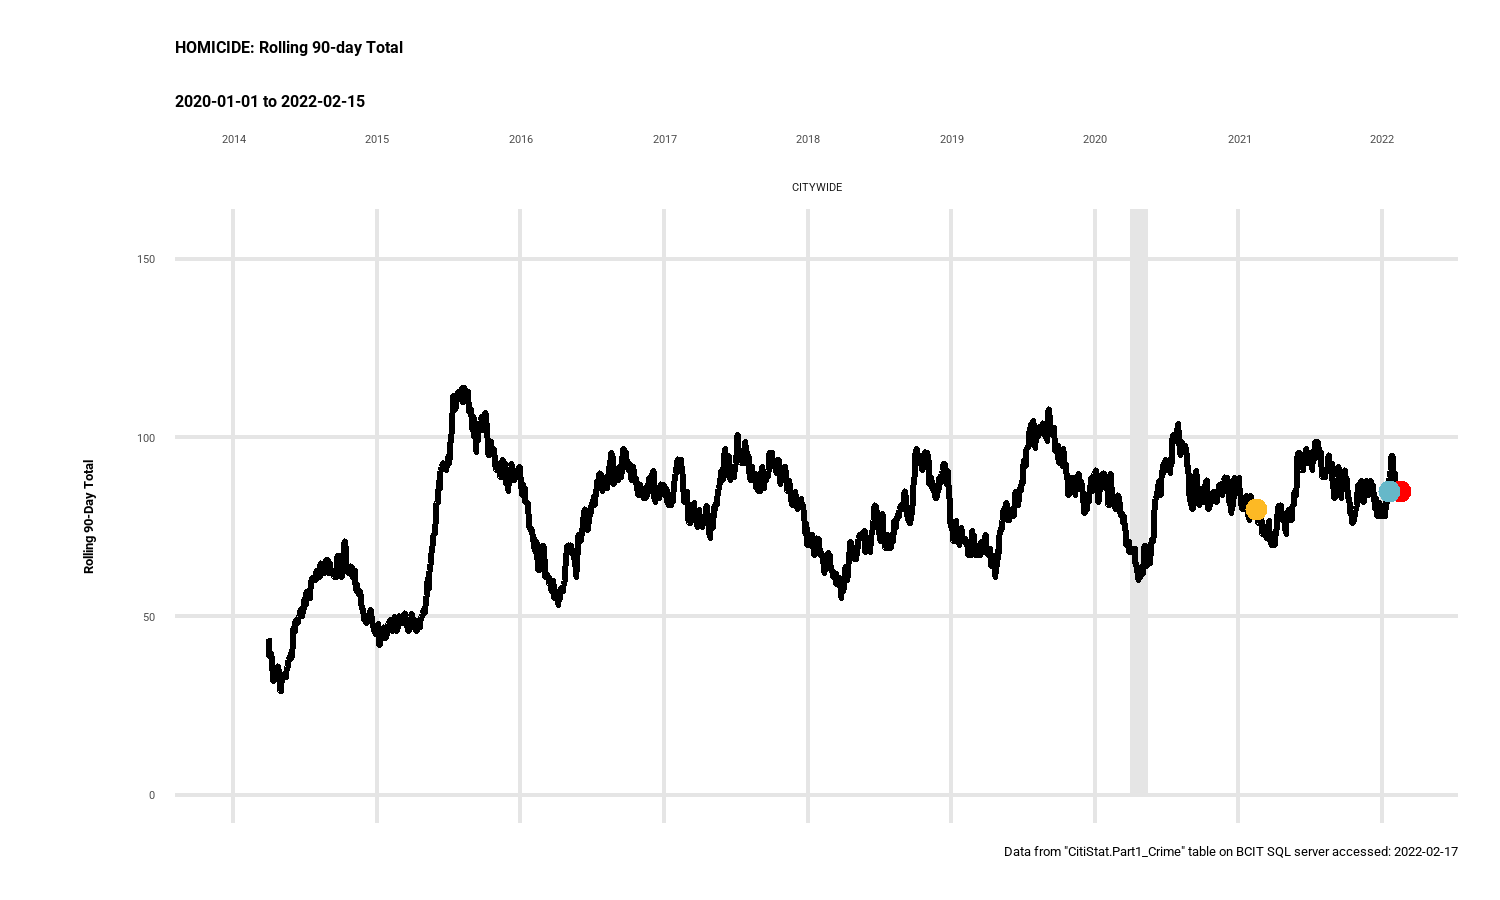 HOMICIDE: Rolling 90-day Total
2020-01-01 to 2022-02-15
2014 2015 2016 2017 2018 2019 2020 2021 2022
CITYWIDE
150
100
50
0
Rolling 90-Day Total
Data from "CitiStat.Part1_Crime" table on BCIT SQL server accessed: 2022-02-17